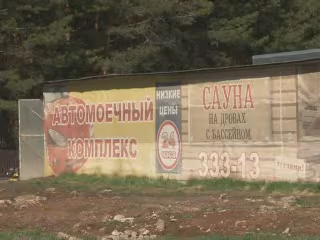 АВТОМОЕЧНЫЙ
КОМПЛЕКС
НИЗКИЕ
ЦЕНЫ
24
САУНА
НА ДРОВАХ
С БАССЕЙНОМ
333-13